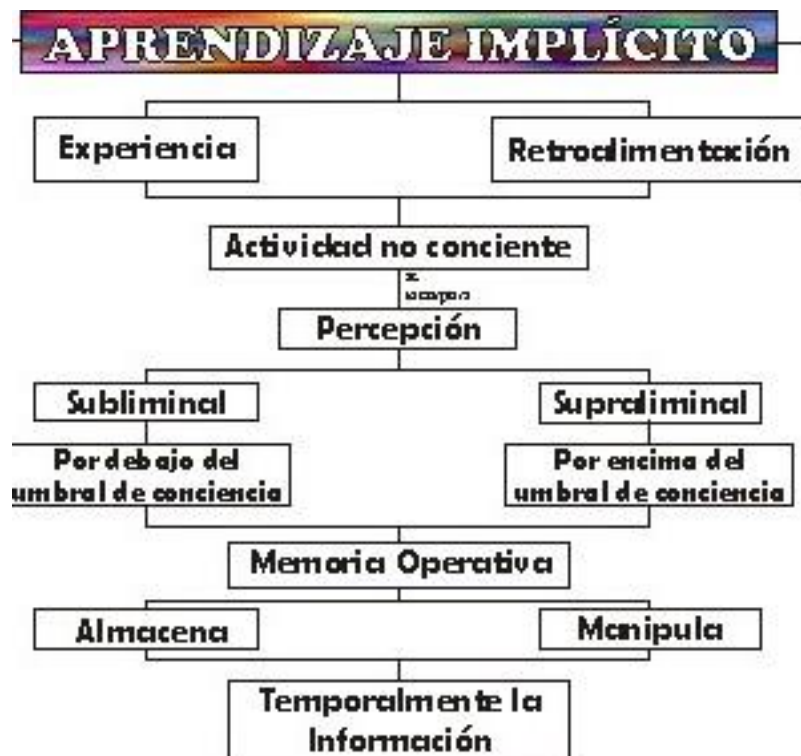 APRENDIZAJE IMPLÍCITO
Experiencia
Retroalimentación
Actividad no conciente
Percepción
Subliminal
Supraliminal
Por debajo del
umbral de conciencia
Por encima del
umbral de conciencia
Memoria Operativa
Almacena
Manipula
Temporalmente la
Información